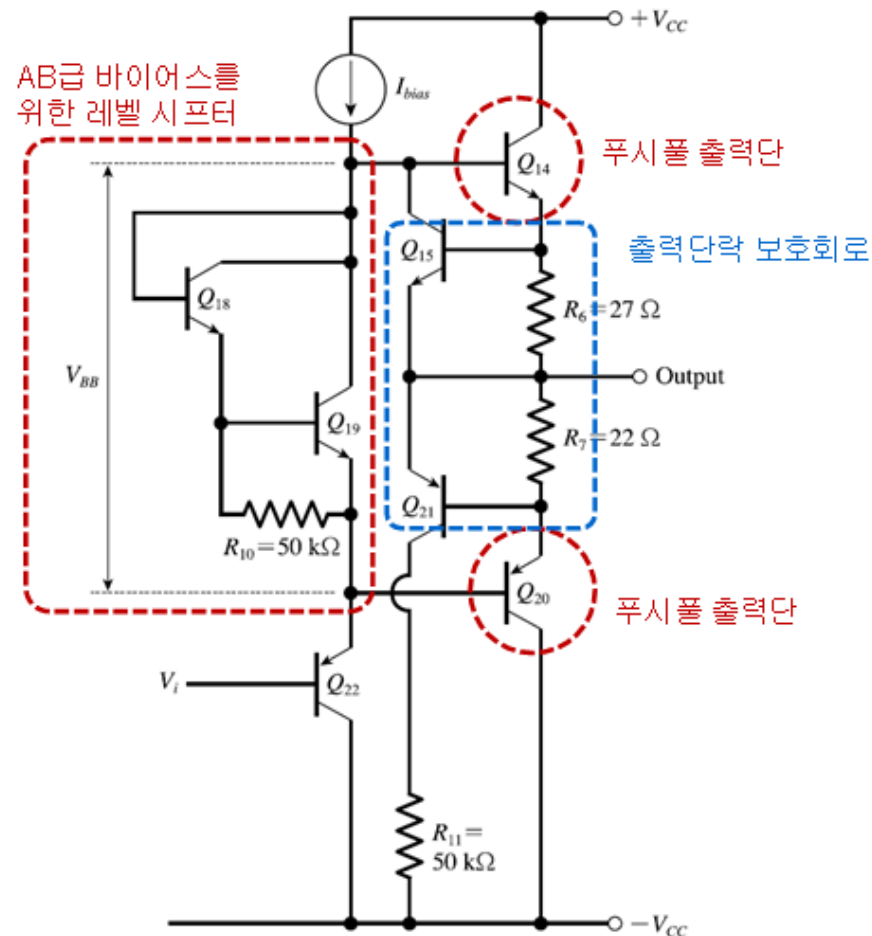 +V_CC
AB급 바이어스를
위한 레벨 시프터
I_bias
Q_14
푸시풀 출력단
Q_15
출력단락 보호회로
Q_18
R_6=27 Ω
V_BB
Output
Q_19
R_7=22 Ω
Q_21
R_10=50 kΩ
Q_20
푸시풀 출력단
V_i
Q_22
R_11=
50 kΩ
−V_CC